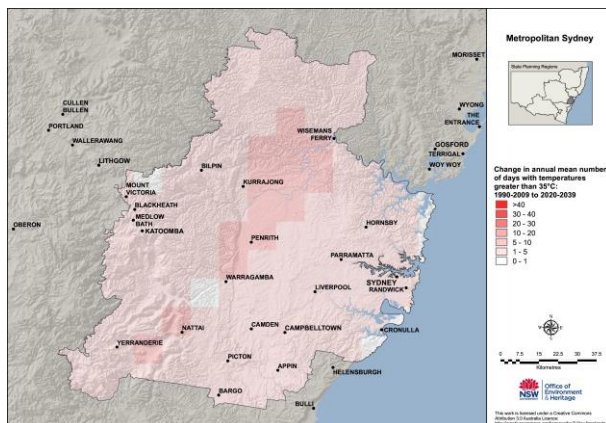 Metropolitan Sydney
State Planning Regions
Change in annual mean number
of days with temperatures
greater than 35°C:
1990-2009 to 2020-2039
>40
30 - 40
20 - 30
10 - 20
5 - 10
1 - 5
0 - 1
0 7.5 15 22.5 30 37.5
Kilometres
NSW
GOVERNMENT
Office of
Environment
& Heritage
This work is licensed under a Creative Commons
Attribution 3.0 Australia Licence
MORISSET
CULLEN
BULLEN
WYONG
PORTLAND
THE
ENTRANCE
WALLERAWANG
WISEMANS
FERRY
GOSFORD
TERRIGAL
LITHGOW
BILPIN
WOY WOY
KURRAJONG
MOUNT
VICTORIA
BLACKHEATH
MEDLOW
BATH
KATOOMBA
OBERON
HORNSBY
PENRITH
PARRAMATTA
WARRAGAMBA
SYDNEY
RANDWICK
LIVERPOOL
NATTAI
CAMDEN
CAMPBELLTOWN
CRONULLA
YERRANDERIE
PICTON
APPIN
HELENSBURGH
BARGO
BULLI